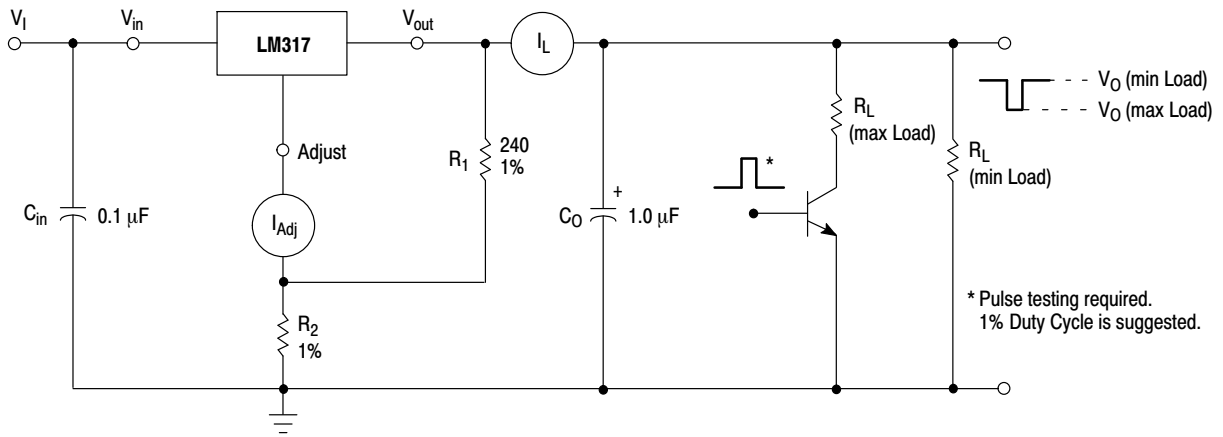 V_I
V_in
LM317
V_out
I_L
Adjust
R_1
240
1%
C_in
0.1 μF
I_Adj
R_2
1%
+
C_O
1.0 μF
*
R_L
(max Load)
R_L
(min Load)
V_O (min Load)
V_O (max Load)
* Pulse testing required.
1% Duty Cycle is suggested.